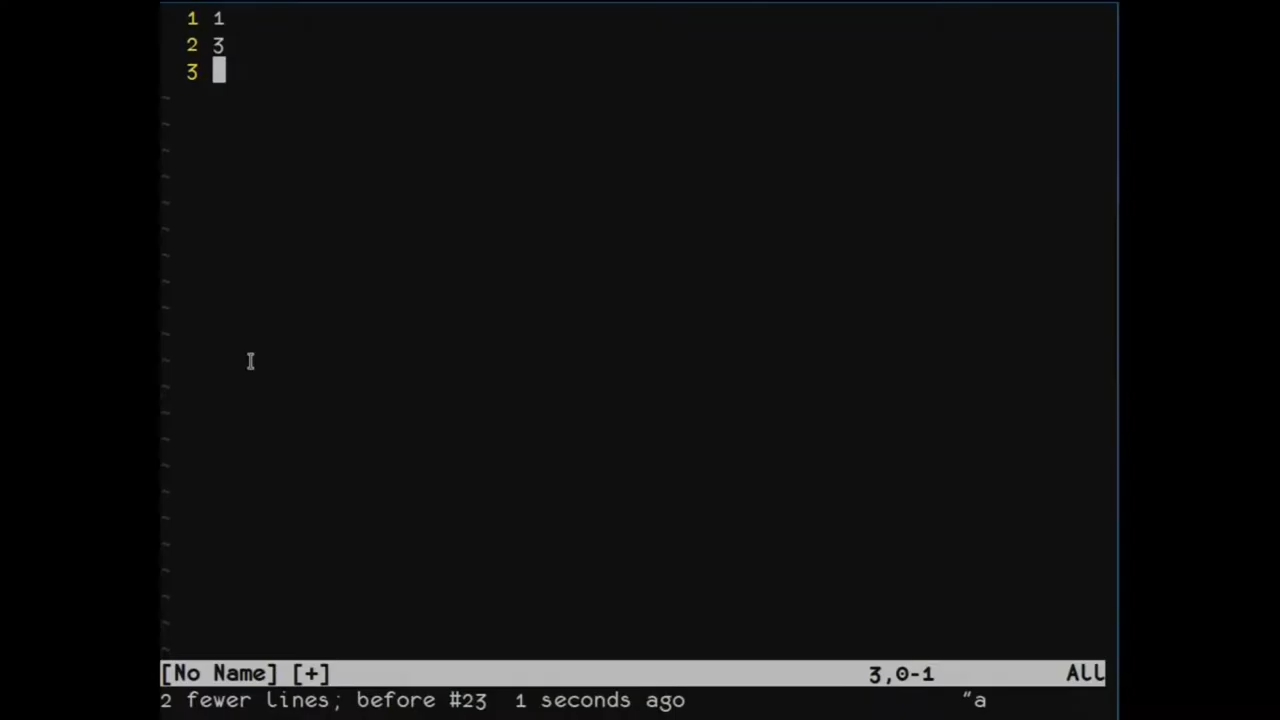 1 1
2 3
3
[No Name] [+] 3,0-1 All
2 fewer lines; before #23 1 seconds ago "a